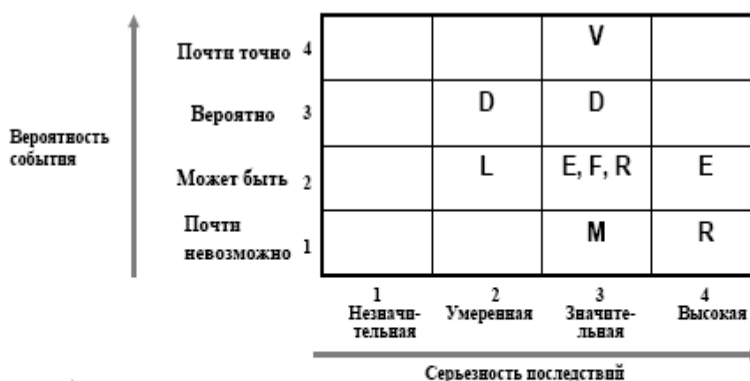 Почти точно 4 V
Вероятно 3 D D
Вероятность
события
Может быть 2 L E, F, R E
Почти
невозможно 1 M R
1 2 3 4
Незначи- Умеренная Значите- Высокая
тельная льная
Серьезность последствий